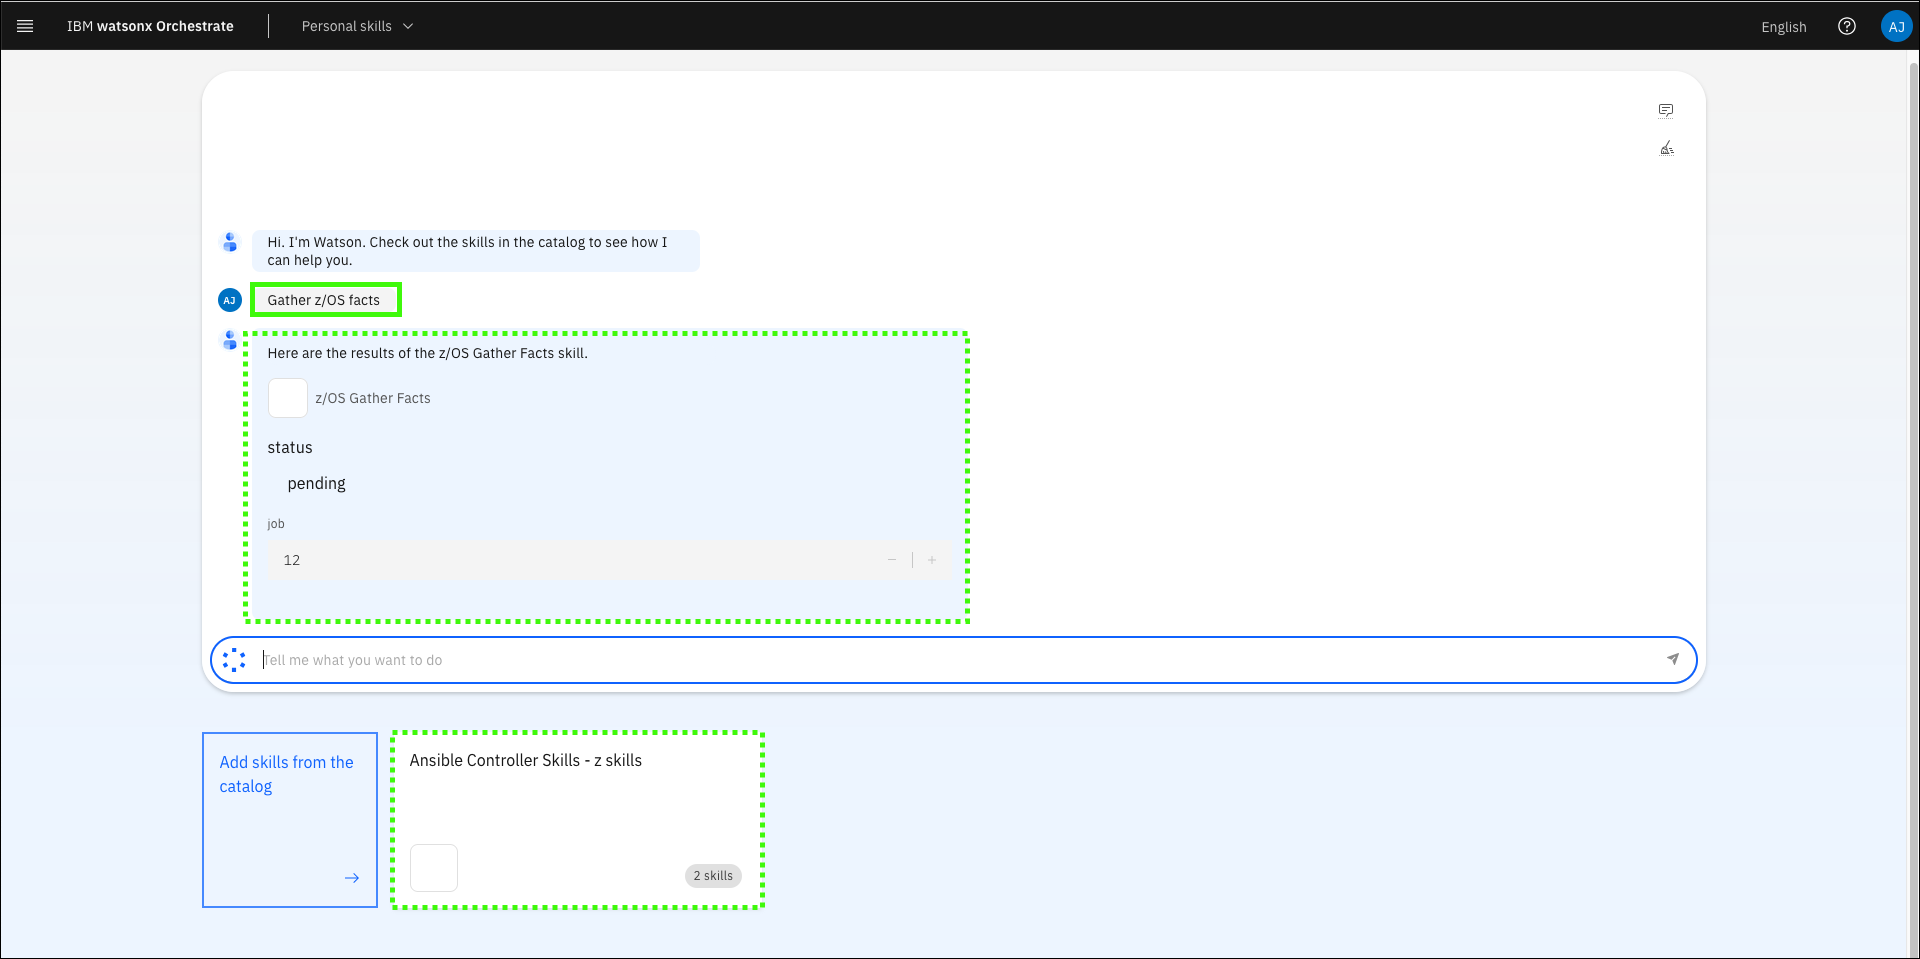 IBM watsonx Orchestrate
Personal skills
English
AJ
Hi. I'm Watson. Check out the skills in the catalog to see how I
can help you.
AJ
Gather z/OS facts
Here are the results of the z/OS Gather Facts skill.
z/OS Gather Facts
status
pending
job
12
Tell me what you want to do
Add skills from the
catalog
Ansible Controller Skills - z skills
2 skills